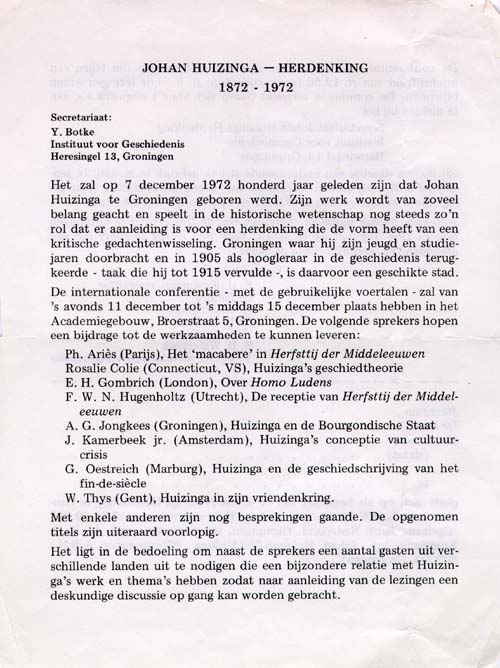 JOHAN HUIZINGA — HERDENKING
1872 - 1972
Secretariaat:
Y. Botke
Instituut voor Geschiedenis
Heresingel 13, Groningen
Het zal op 7 december 1972 honderd jaar geleden zijn dat Johan
Huizinga te Groningen geboren werd. Zijn werk wordt van zoveel
belang geacht en speelt in de historische wetenschap nog steeds zo'n
rol dat er aanleiding is voor een herdenking die de vorm heeft van een
kritische gedachtenwisseling. Groningen waar hij zijn jeugd en studie-
jaren doorbracht en in 1905 als hoogleraar in de geschiedenis terug-
keerde - taak die hij tot 1915 vervulde -, is daarvoor een geschikte stad.
De internationale conferentie - met de gebruikelijke voertalen - zal van
's avonds 11 december tot 's middags 15 december plaats hebben in het
Academiegebouw, Broerstraat 5, Groningen. De volgende sprekers hopen
een bijdrage tot de werkzaamheden te kunnen leveren:
Ph. Ariès (Parijs), Het 'macabere' in Herfsttij der Middeleeuwen
Rosalie Colie (Connecticut, VS), Huizinga's geschiedtheorie
E. H. Gombrich (London), Over Homo Ludens
F. W. N. Hugenholtz (Utrecht), De receptie van Herfsttij der Middel-
eeuwen
A. G. Jongkees (Groningen), Huizinga en de Bourgondische Staat
J. Kamerbeek jr. (Amsterdam), Huizinga's conceptie van cultuur-
crisis
G. Oestreich (Marburg), Huizinga en de geschiedschrijving van het
fin-de-siècle
W. Thys (Gent), Huizinga in zijn vriendenkring.
Met enkele anderen zijn nog besprekingen gaande. De opgenomen
titels zijn uiteraard voorlopig.
Het ligt in de bedoeling om naast de sprekers een aantal gasten uit ver-
schillende landen uit te nodigen die een bijzondere relatie met Huizin-
ga's werk en thema's hebben zodat naar aanleiding van de lezingen een
deskundige discussie op gang kan worden gebracht.